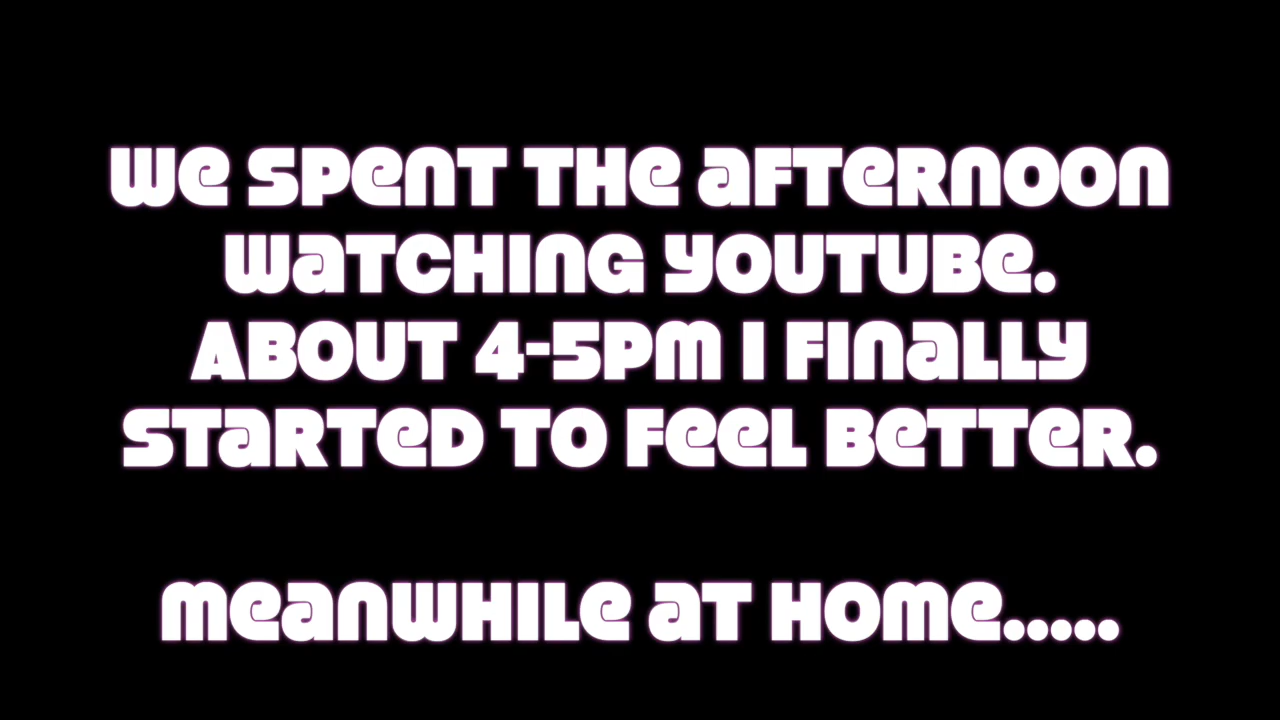 We spent the afternoon
watching YouTube.
About 4-5pm I finally
started to feel better.
Meanwhile at home.....